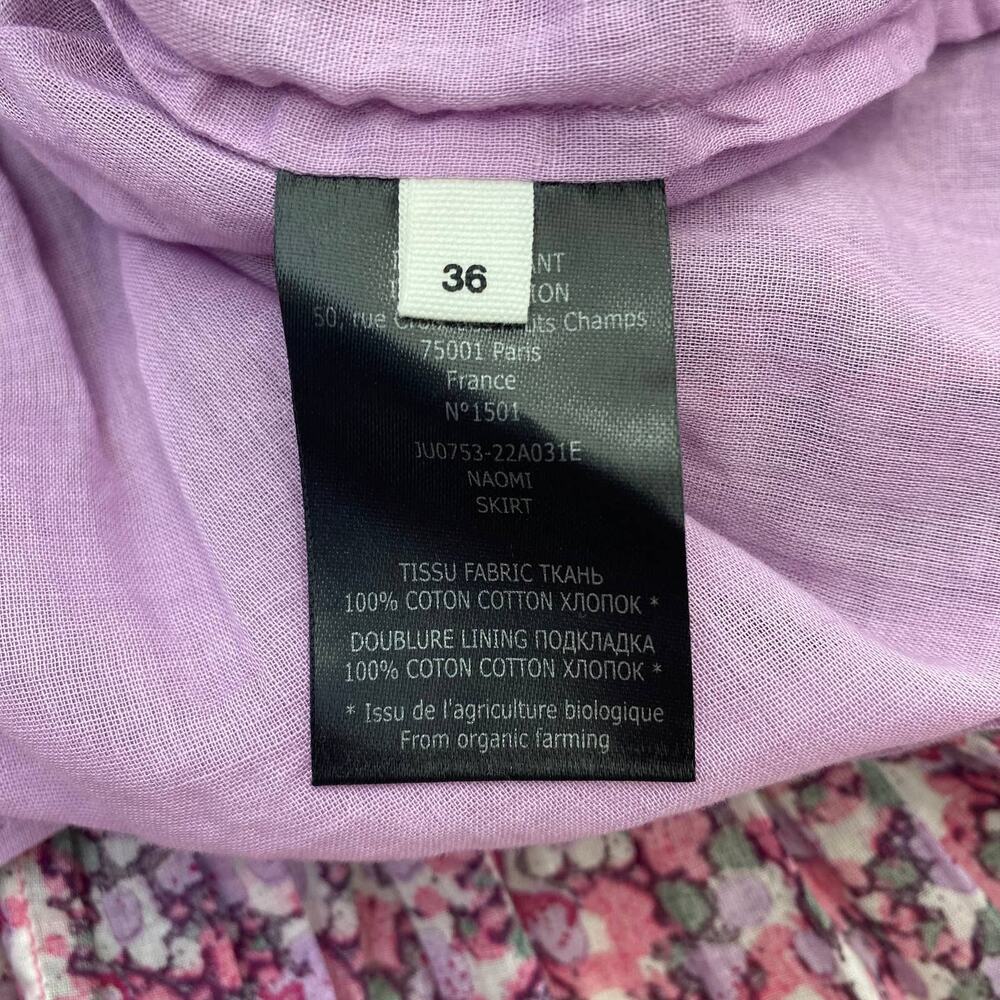 36
50, rue Champs
75001 Paris
France
N°1501
JU0753-22A031E
NAOMI
SKIRT
TISSU FABRIC ТКАНЬ
100% COTON COTTON ХЛОПОК *
DOUBLURE LINING ПОДКЛАДКА
100% COTON COTTON ХЛОПОК *
* Issu de l'agriculture biologique
From organic farming